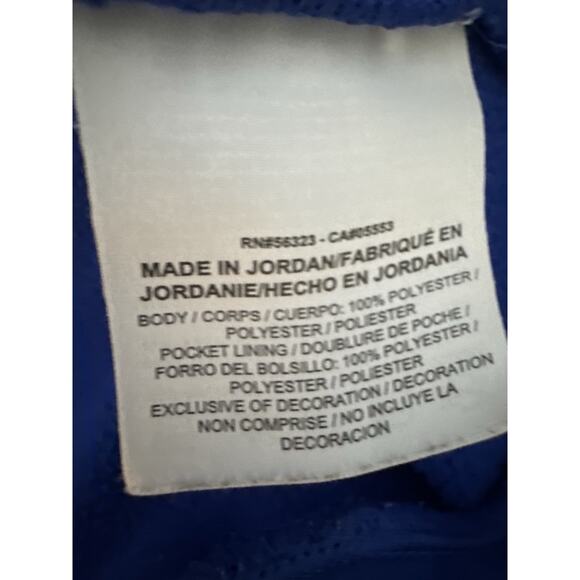 RN#56323 - CA#05553
MADE IN JORDAN/FABRIQUÉ EN
JORDANIE/HECHO EN JORDANIA
BODY / CORPS / CUERPO: 100% POLYESTER /
POLYESTER / POLIESTER
POCKET LINING / DOUBLURE DE POCHE /
FORRO DEL BOLSILLO: 100% POLYESTER /
POLYESTER / POLIESTER
EXCLUSIVE OF DECORATION / DECORATION
NON COMPRISE / NO INCLUYE LA
DECORACION